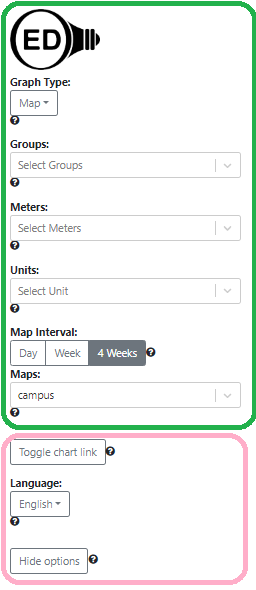 ED
Graph Type:
Map
?
Groups:
Select Groups
?
Meters:
Select Meters
?
Units:
Select Unit
?
Map Interval:
Day Week 4 Weeks ?
Maps:
campus
?
Toggle chart link ?
Language:
English
?
Hide options ?